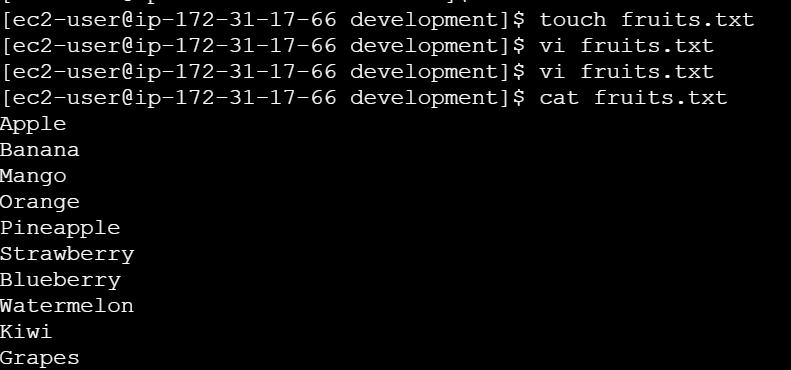 [ec2-user@ip-172-31-17-66 development]$ touch fruits.txt
[ec2-user@ip-172-31-17-66 development]$ vi fruits.txt
[ec2-user@ip-172-31-17-66 development]$ vi fruits.txt
[ec2-user@ip-172-31-17-66 development]$ cat fruits.txt
Apple
Banana
Mango
Orange
Pineapple
Strawberry
Blueberry
Watermelon
Kiwi
Grapes